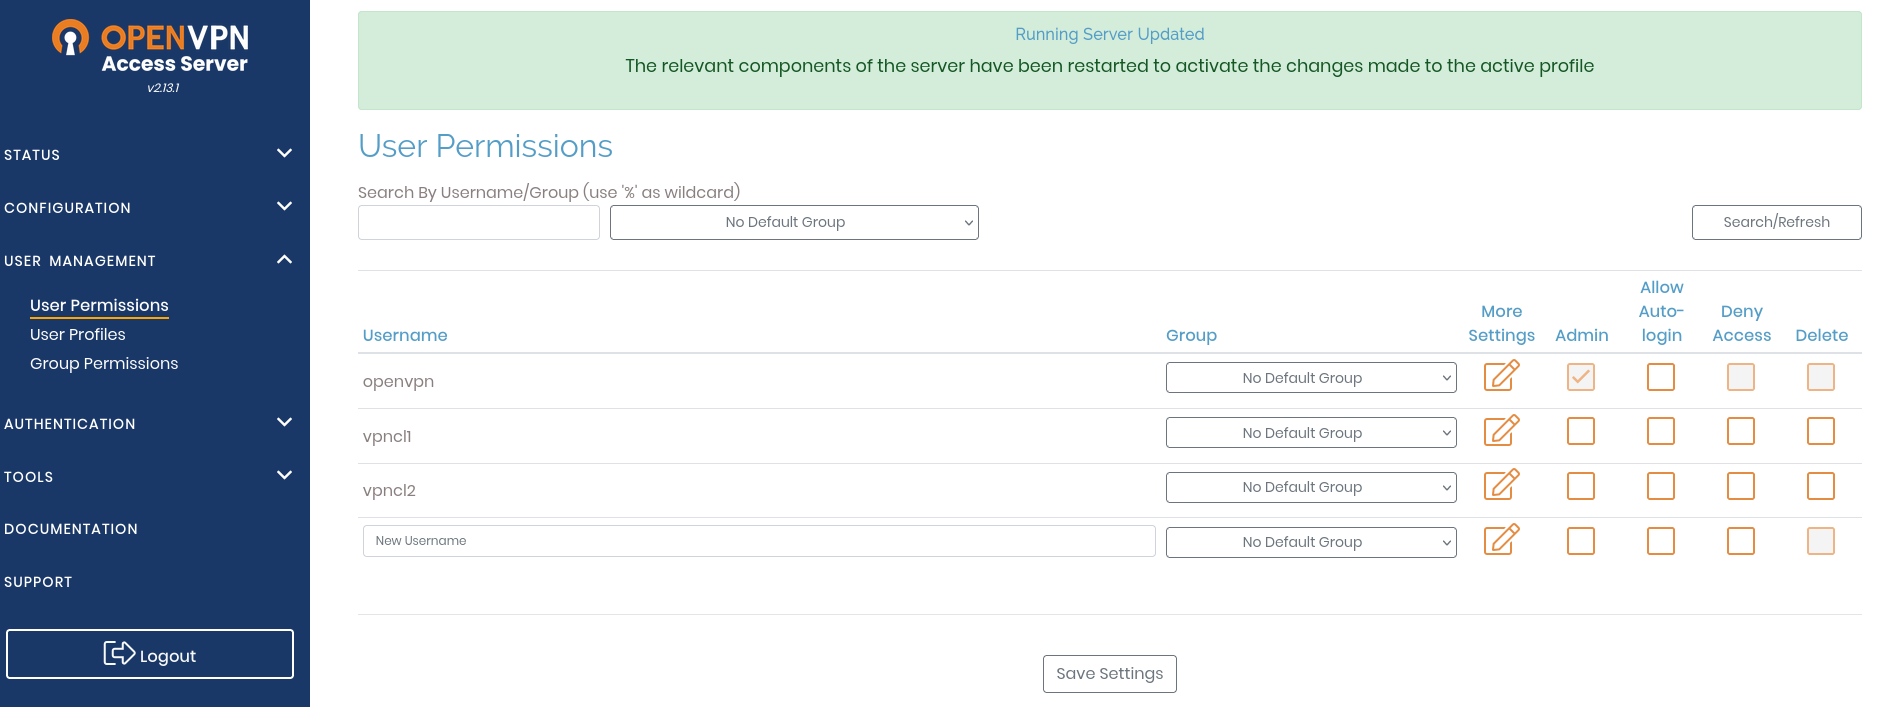 OPENVPN
Access Server
v2.13.1
STATUS
CONFIGURATION
USER MANAGEMENT
User Permissions
User Profiles
Group Permissions
AUTHENTICATION
TOOLS
DOCUMENTATION
SUPPORT
Logout
Running Server Updated
The relevant components of the server have been restarted to activate the changes made to the active profile
User Permissions
Search By Username/Group (use '%' as wildcard)
No Default Group
Search/Refresh
Username
Group
More
Settings
Admin
Allow
Auto-
login
Deny
Access
Delete
openvpn
No Default Group
vpncl1
No Default Group
vpncl2
No Default Group
New Username
No Default Group
Save Settings